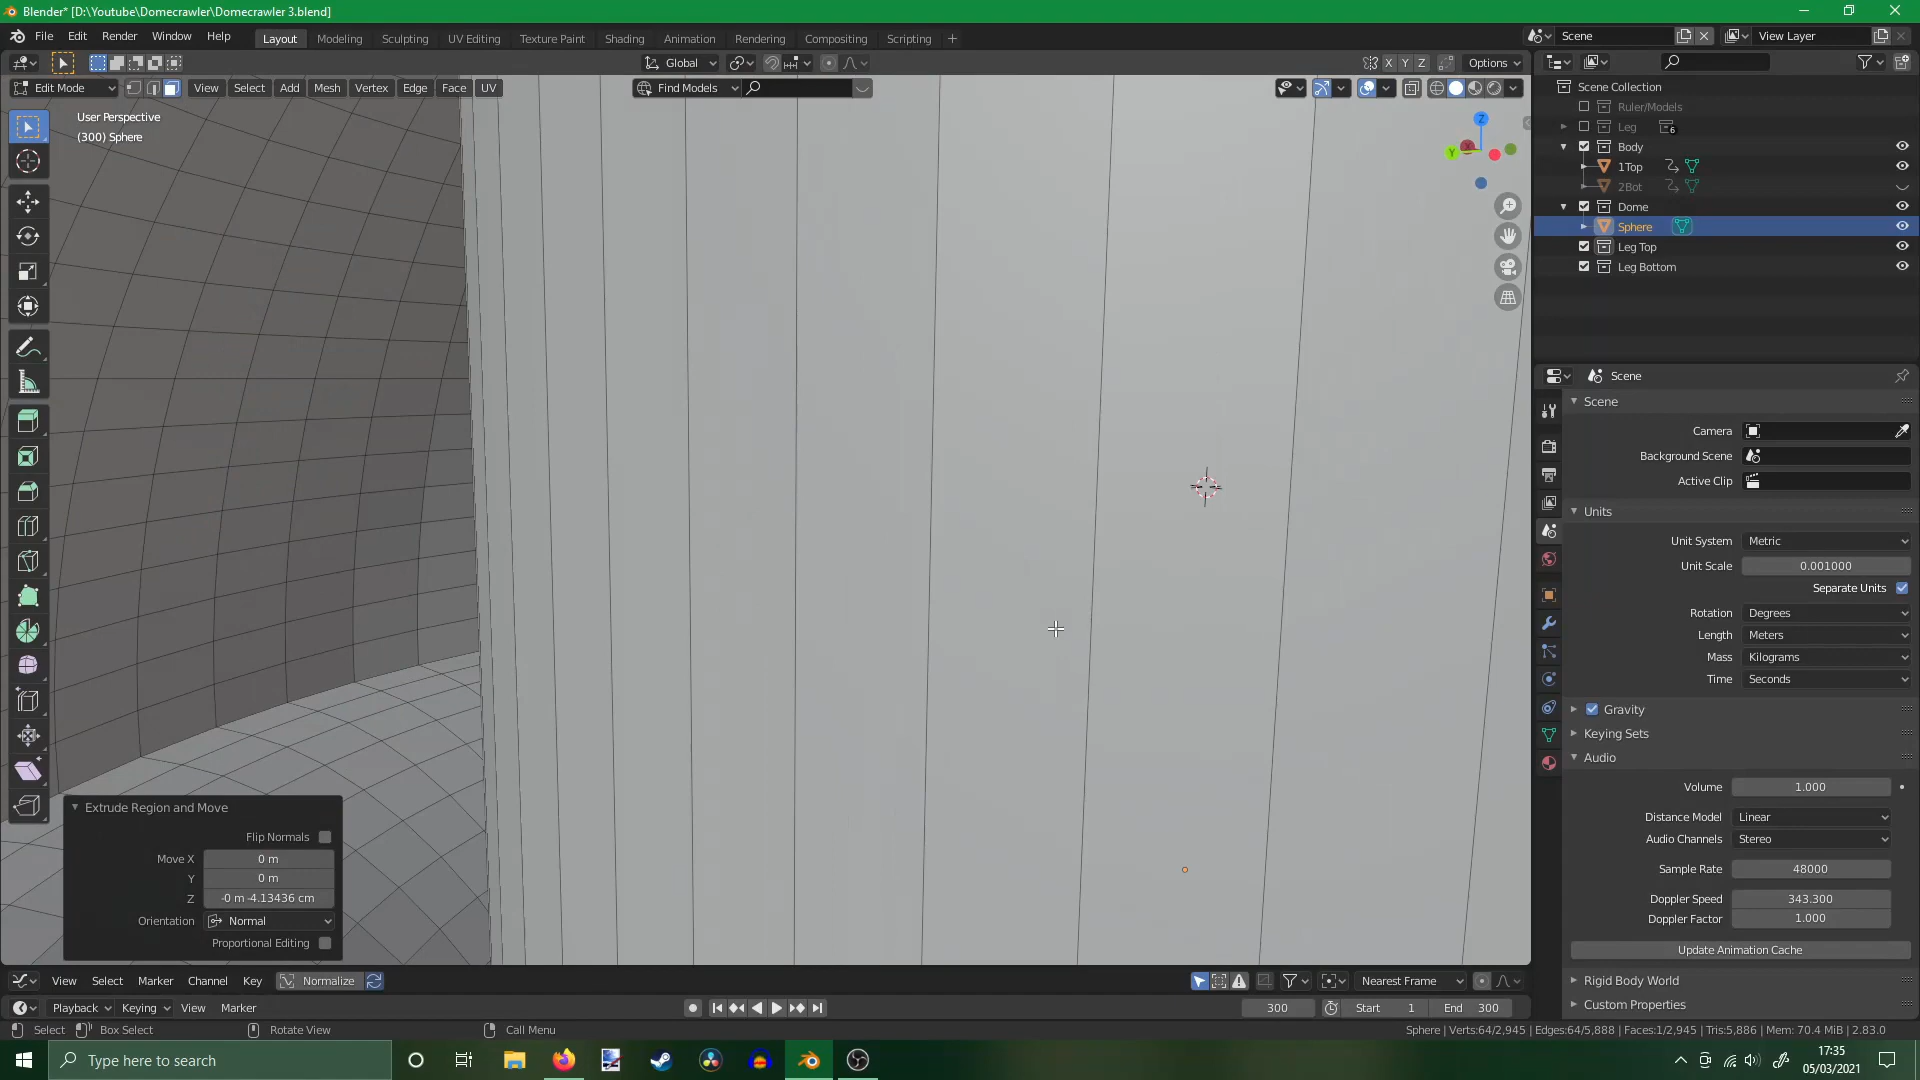 Blender* [D:\Youtube\Domecrawler\Domecrawler 3.blend]
File Edit Render Window Help
Layout Modeling Sculpting UV Editing Texture Paint Shading Animation Rendering Compositing Scripting
Scene
View Layer
Global
X Y Z
Options
Edit Mode
View Select Add Mesh Vertex Edge Face UV
Find Models
User Perspective
(300) Sphere
Z
Y
X
Scene Collection
Ruler/Models
Leg 6
Body
1Top
2Bot
Dome
Sphere
Leg Top
Leg Bottom
Scene
Scene
Camera
Background Scene
Active Clip
Units
Unit System Metric
Unit Scale 0.001000
Separate Units
Rotation Degrees
Length Meters
Mass Kilograms
Time Seconds
Gravity
Keying Sets
Audio
Volume 1.000
Distance Model Linear
Audio Channels Stereo
Sample Rate 48000
Doppler Speed 343.300
Doppler Factor 1.000
Update Animation Cache
Rigid Body World
Custom Properties
Extrude Region and Move
Flip Normals
Move X 0 m
Y 0 m
Z -0 m -4.13436 cm
Orientation Normal
Proportional Editing
View Select Marker Channel Key Normalize Nearest Frame
Playback Keying View Marker 300 Start 1 End 300
Select Box Select Rotate View Call Menu
Sphere | Verts:64/2,945 | Edges:64/5,888 | Faces:1/2,945 | Tris:5,886 | Mem: 70.4 MiB | 2.83.0
Type here to search
17:35
05/03/2021